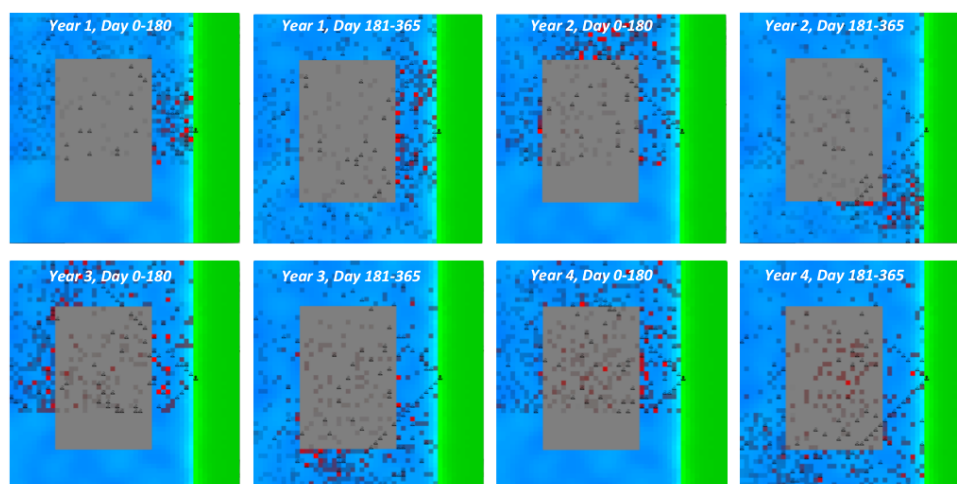 Year 1, Day 0-180
Year 1, Day 181-365
Year 2, Day 0-180
Year 2, Day 181-365
Year 3, Day 0-180
Year 3, Day 181-365
Year 4, Day 0-180
Year 4, Day 181-365